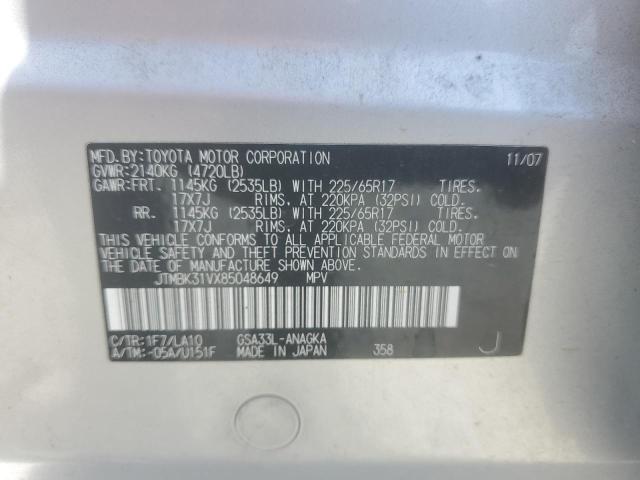 MFD.BY:TOYOTA MOTOR CORPORATION 11/07
GVWR:2140KG (4720LB)
GAWR:FRT. 1145KG (2535LB) WITH 225/65R17 TIRES.
17X7J RIMS. AT 220KPA (32PSI) COLD.
RR. 1145KG (2535LB) WITH 225/65R17 TIRES.
17X7J RIMS. AT 220KPA (32PSI) COLD.
THIS VEHICLE CONFORMS TO ALL APPLICABLE FEDERAL MOTOR
VEHICLE SAFETY AND THEFT PREVENTION STANDARDS IN EFFECT ON
THE DATE OF MANUFACTURE SHOWN ABOVE.
JTMBK31VX85048649 MPV
C/TR:1F7/LA10 GSA33L-ANAGKA
A/TM:-05A/U151F MADE IN JAPAN 358 J